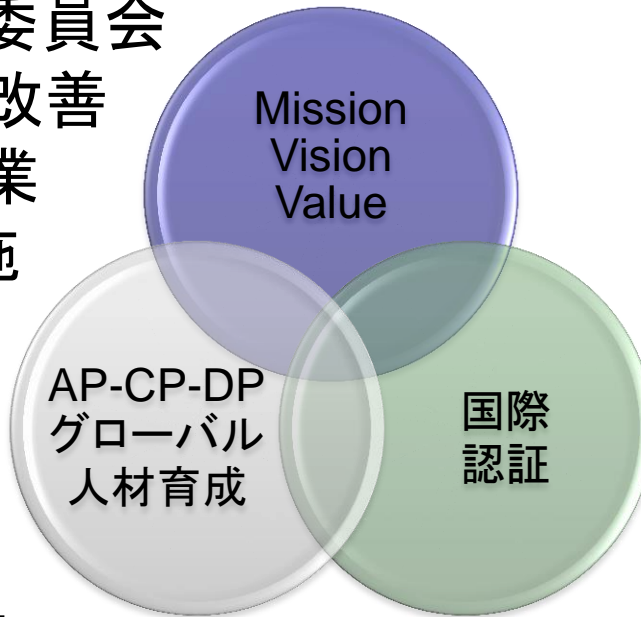 委員会
改善
業
施
Mission
Vision
Value
AP-CP-DP
グローバル
人材育成
国際
認証